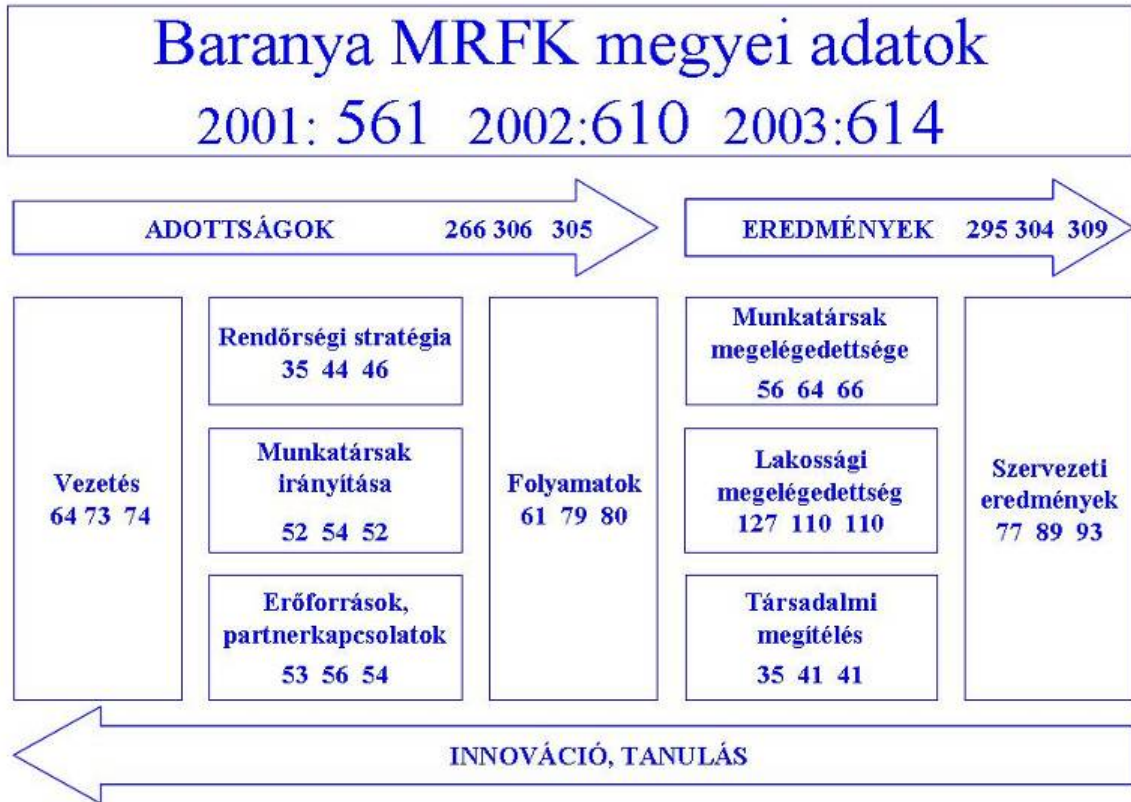 Baranya MRFK megyei adatok
2001: 561 2002:610 2003:614
ADOTTSÁGOK 266 306 305
EREDMÉNYEK 295 304 309
Vezetés
64 73 74
Rendőrségi stratégia
35 44 46
Munkatársak
irányítása
52 54 52
Erőforrások,
partnerkapcsolatok
53 56 54
Folyamatok
61 79 80
Munkatársak
megelégedettsége
56 64 66
Lakossági
megelégedettség
127 110 110
Társadalmi
megítélés
35 41 41
Szervezeti
eredmények
77 89 93
INNOVÁCIÓ, TANULÁS